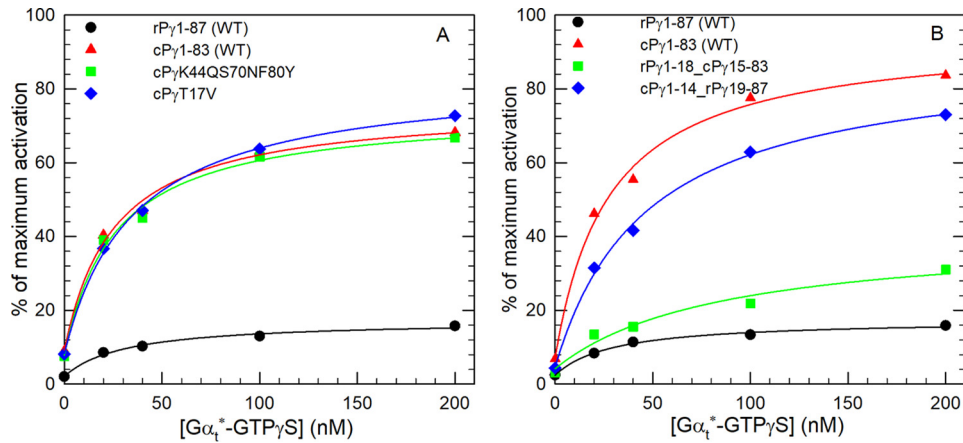 A
rPγ1-87 (WT)
cPγ1-83 (WT)
cPγK44QS70NF80Y
cPγT17V
% of maximum activation
100
80
60
40
20
0
0 50 100 150 200
[Gαt*-GTPγS] (nM)
B
rPγ1-87 (WT)
cPγ1-83 (WT)
rPγ1-18_cPγ15-83
cPγ1-14_rPγ19-87
% of maximum activation
100
80
60
40
20
0
0 50 100 150 200
[Gαt*-GTPγS] (nM)